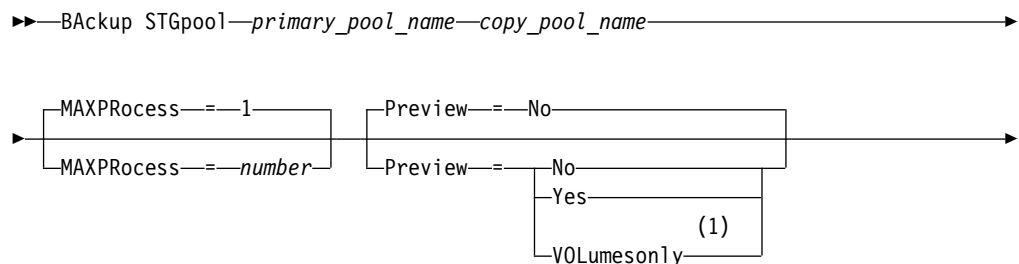 BAckup STGpool primary_pool_name copy_pool_name
MAXPRocess = 1 Preview = No
MAXPRocess = number Preview = No
Yes
(1)
VOLumesonly